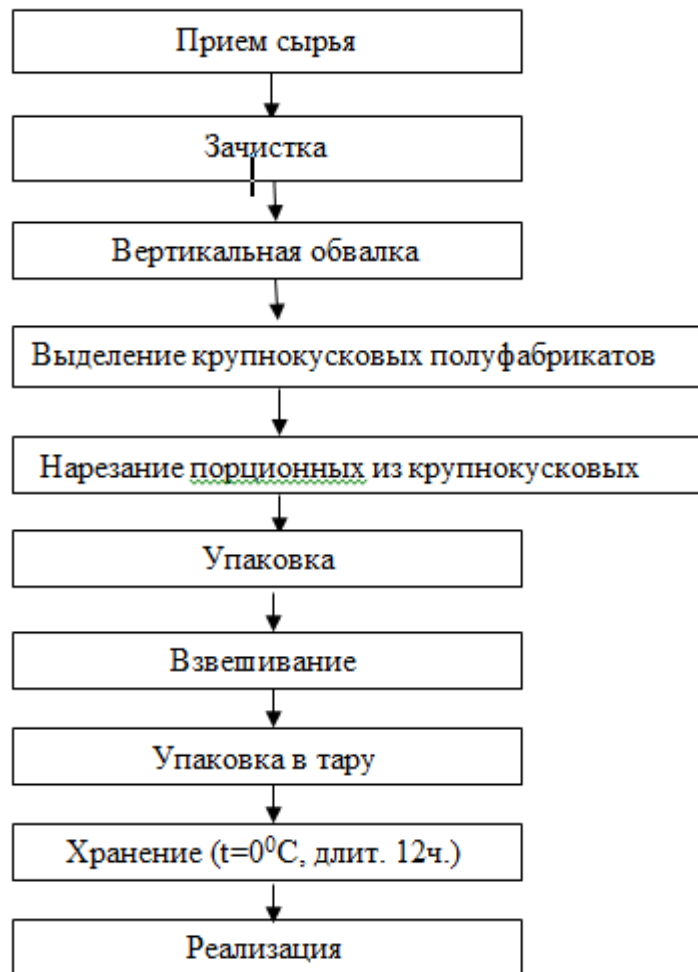 Прием сырья
Зачистка
Вертикальная обвалка
Выделение крупнокусковых полуфабрикатов
Нарезание порционных из крупнокусковых
Упаковка
Взвешивание
Упаковка в тару
Хранение (t=0⁰С, длит. 12ч.)
Реализация